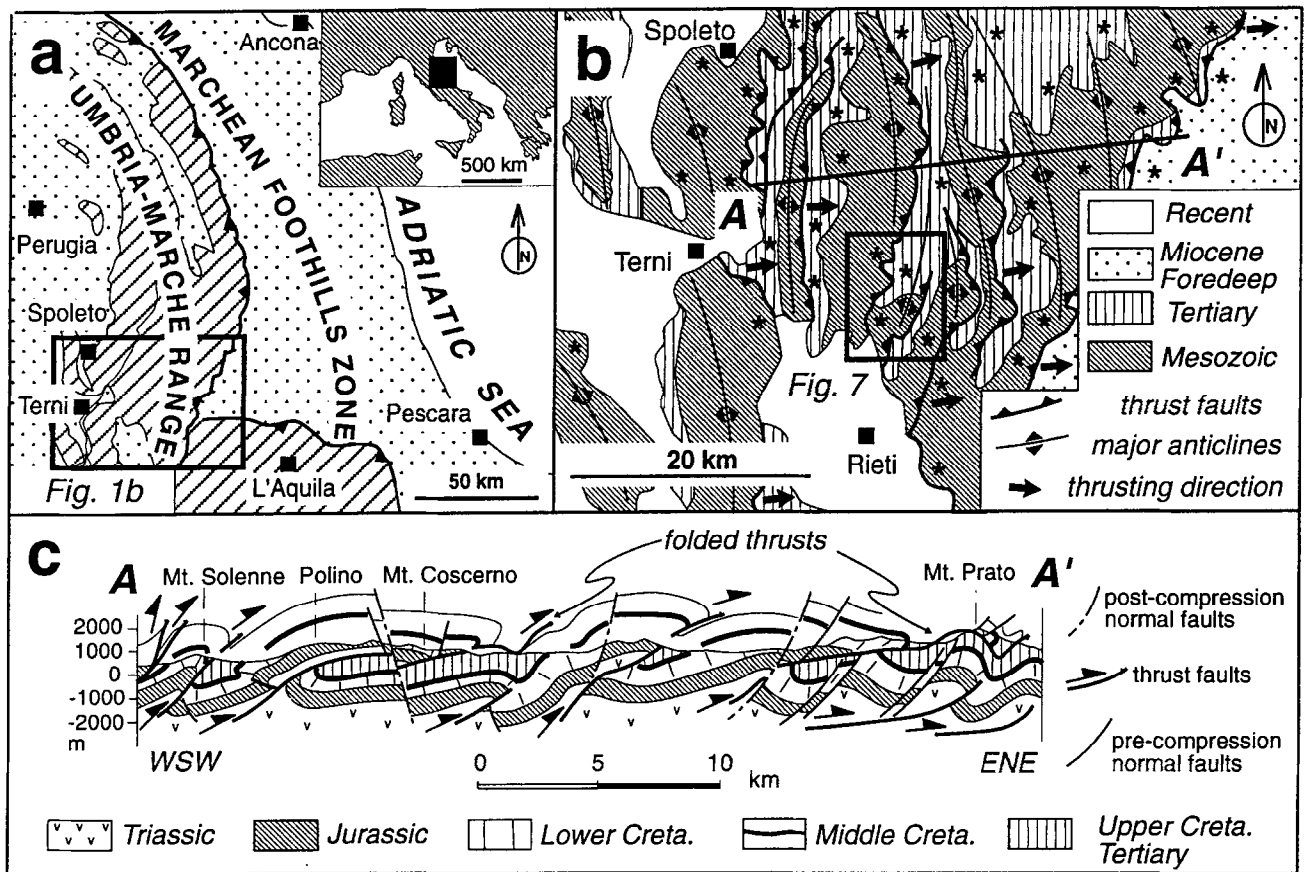 a
Ancona
MARCHEAN FOOTHILLS ZONE
UMBRIA-MARCHE RANGE
Perugia
Spoleto
Terni
Fig. 1b
L'Aquila
Pescara
ADRIATIC SEA
500 km
N
50 km
b
Spoleto
Terni
A
A'
N
Fig. 7
Rieti
20 km
Recent
Miocene
Foredeep
Tertiary
Mesozoic
thrust faults
major anticlines
thrusting direction
c
folded thrusts
A
Mt. Solenne
Polino
Mt. Coscerno
Mt. Prato
A'
2000
1000
0
-1000
-2000
m
WSW
ENE
post-compression
normal faults
thrust faults
pre-compression
normal faults
0
5
10
km
Triassic
Jurassic
Lower Creta.
Middle Creta.
Upper Creta.
Tertiary